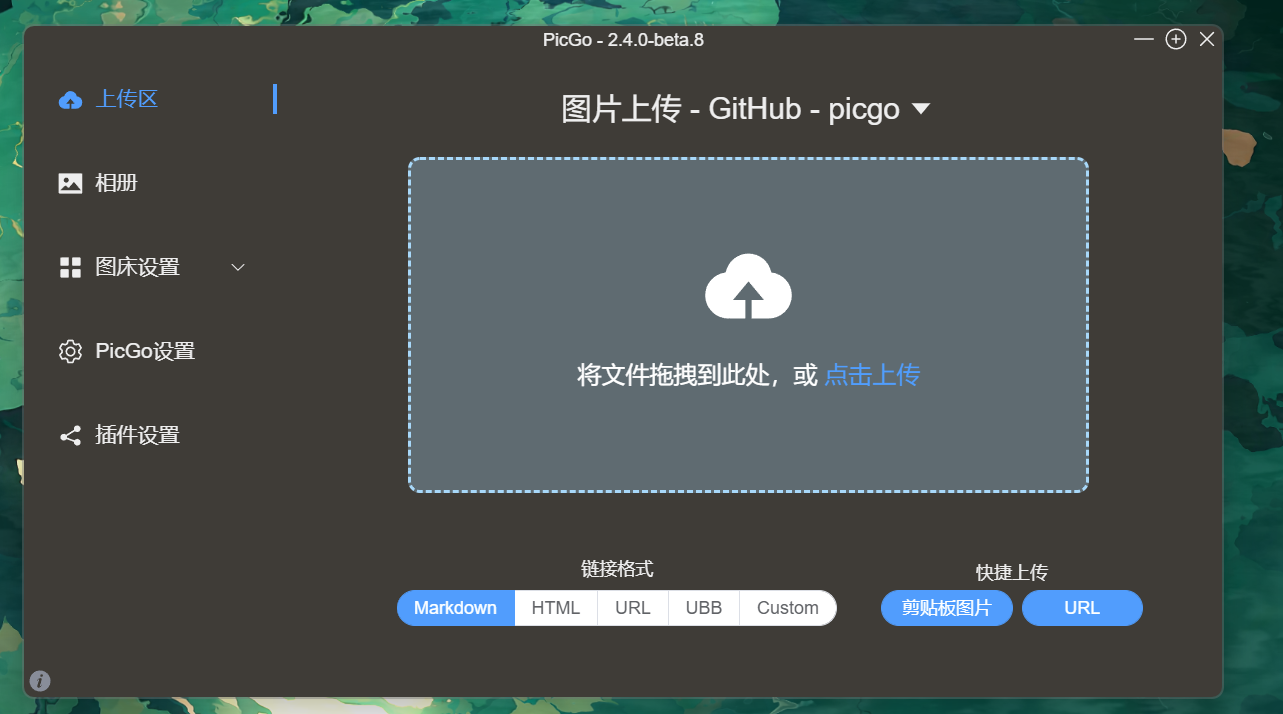 PicGo - 2.4.0-beta.8
上传区
相册
图床设置
PicGo设置
插件设置
图片上传 - GitHub - picgo
将文件拖拽到此处，或 点击上传
链接格式
Markdown HTML URL UBB Custom
快捷上传
剪贴板图片 URL
i